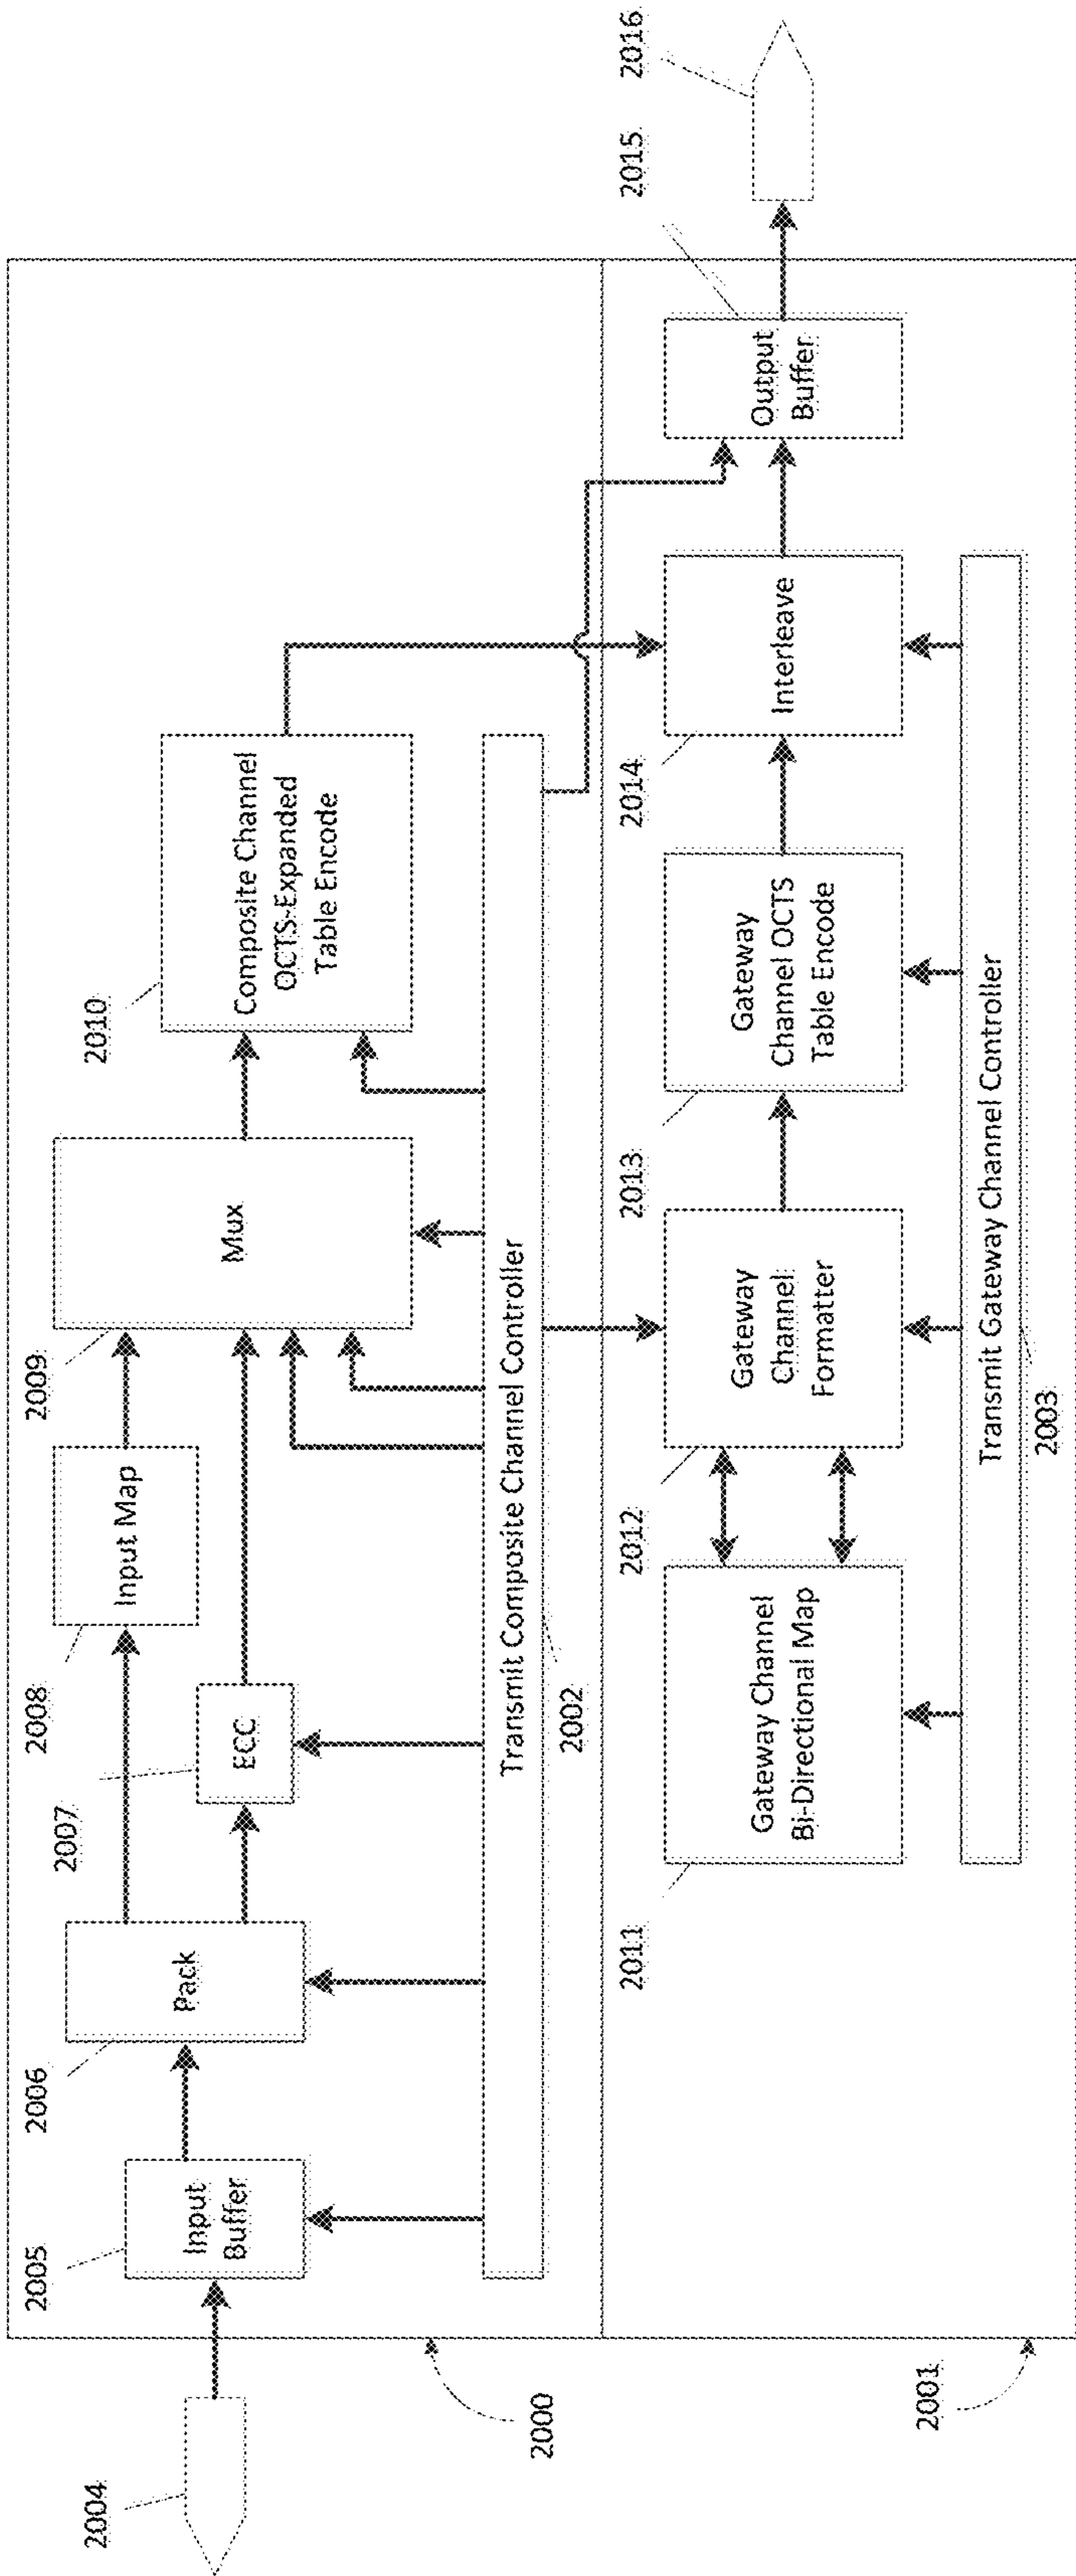 2004
2005
Input
Buffer
2006
Pack
2007
ECC
2008
Input Map
2009
Mux
2010
Composite Channel
OCTS-Expanded
Table Encode
Transmit Composite Channel Controller
2002
2000
2011
Gateway Channel
Bi-Directional Map
2012
Gateway
Channel
Formatter
2013
Gateway
Channel OCTS
Table Encode
2014
Interleave
Output
Buffer
2015
2016
Transmit Gateway Channel Controller
2003
2001